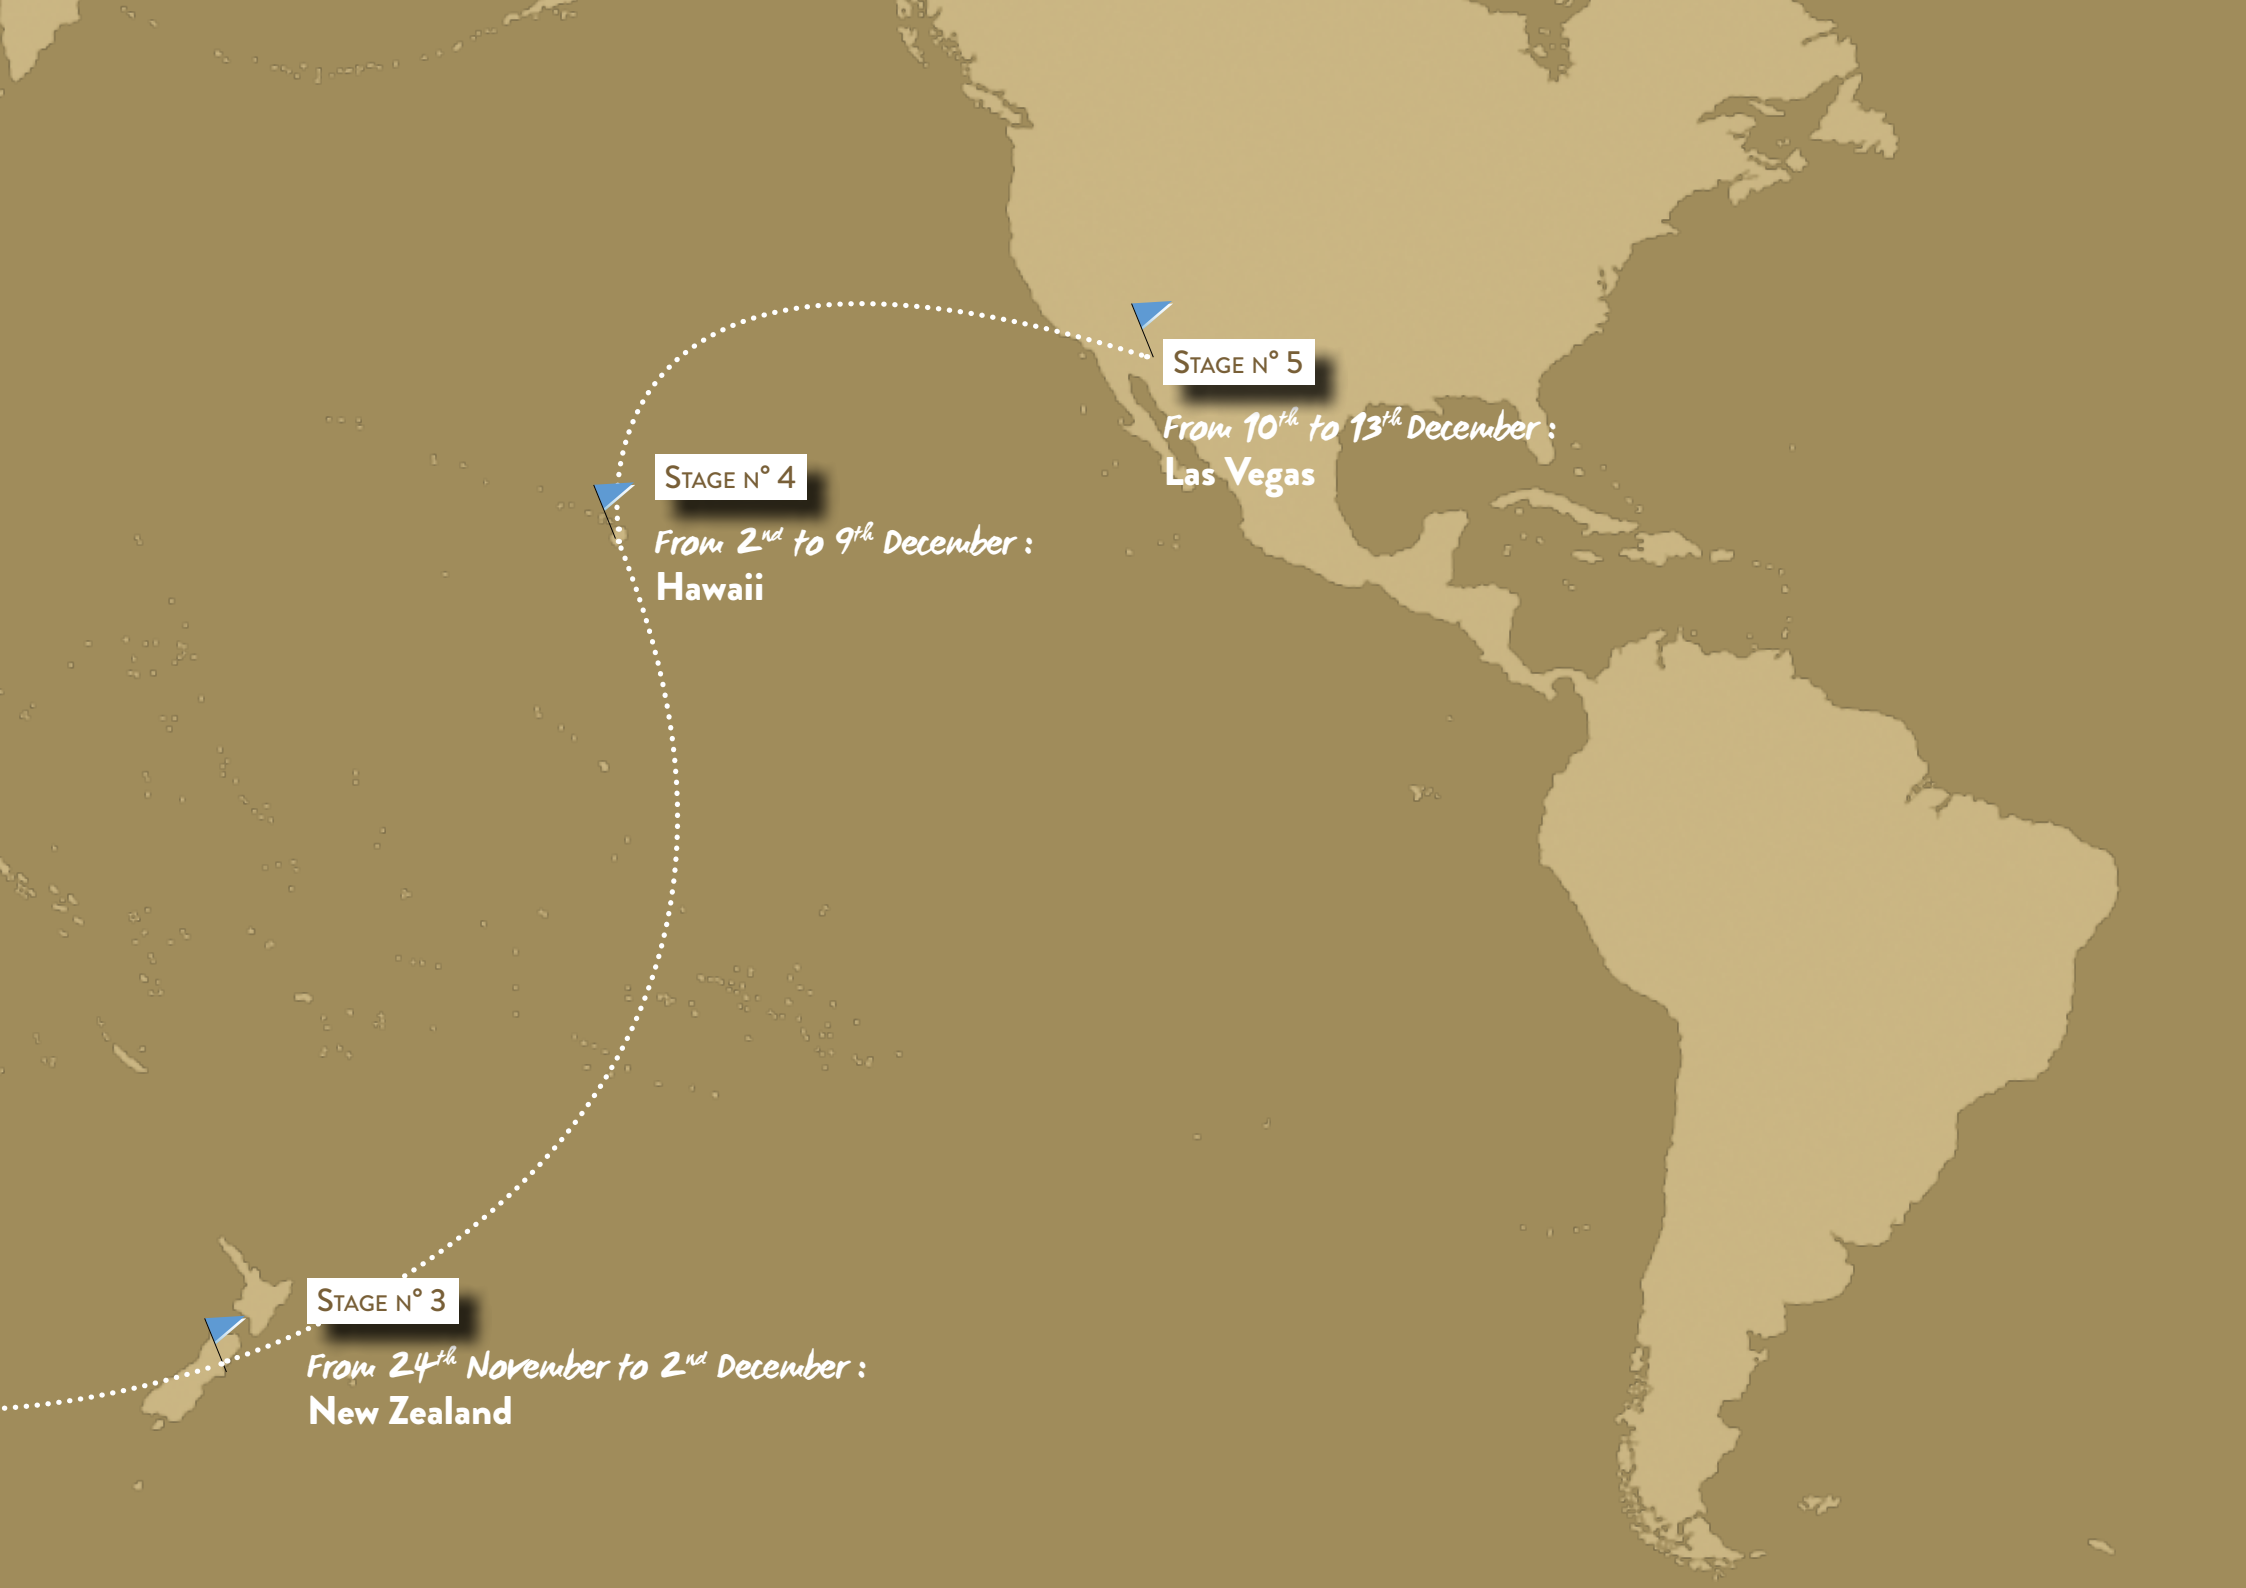 Stage n° 5
From 10th to 13th December :
Las Vegas
Stage n° 4
From 2nd to 9th December :
Hawaii
Stage n° 3
From 24th November to 2nd December :
New Zealand